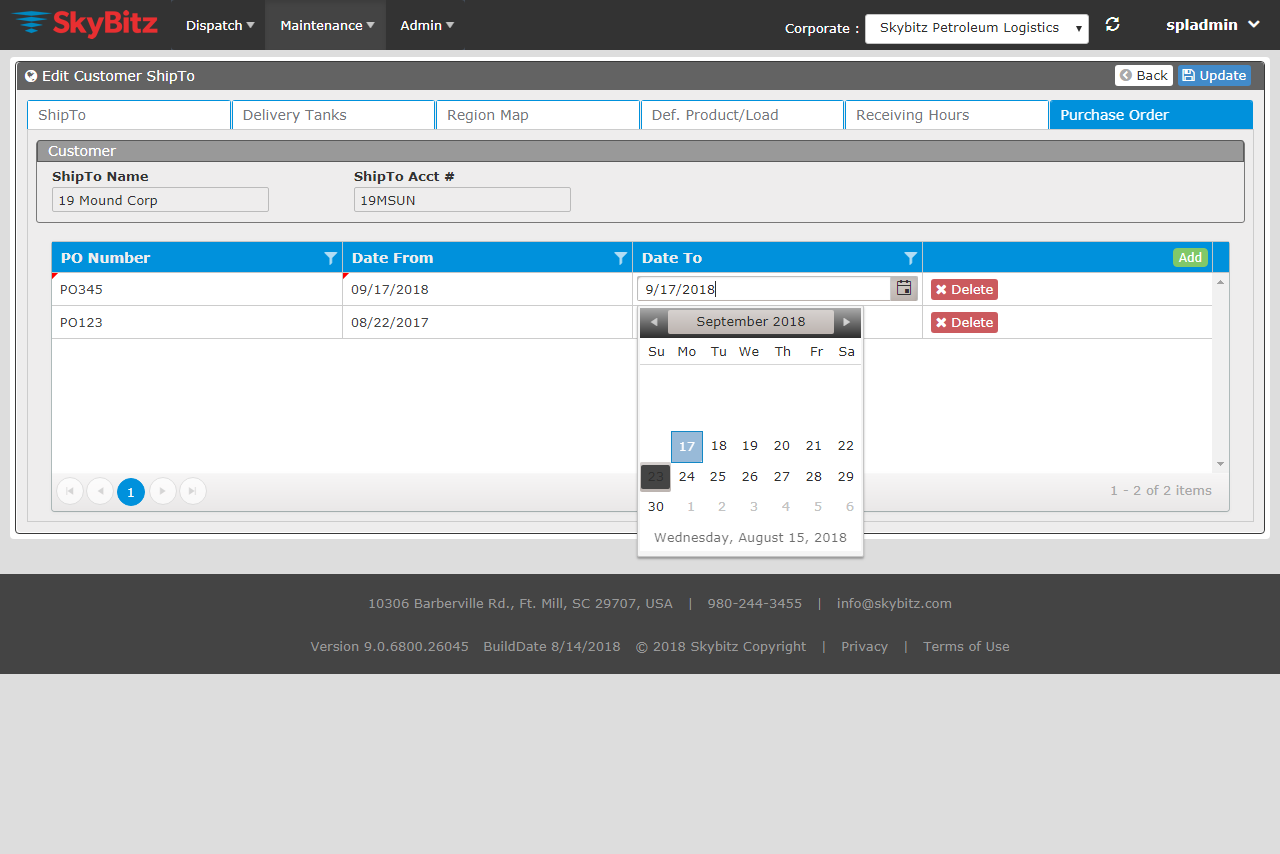 SkyBitz Dispatch Maintenance Admin Corporate : Skybitz Petroleum Logistics spladmin
Edit Customer ShipTo Back Update
ShipTo Delivery Tanks Region Map Def. Product/Load Receiving Hours Purchase Order
Customer
ShipTo Name ShipTo Acct #
19 Mound Corp 19MSUN
PO Number Date From Date To Add
PO345 09/17/2018 9/17/2018 Delete
PO123 08/22/2017 Delete
September 2018
Su Mo Tu We Th Fr Sa
17 18 19 20 21 22
23 24 25 26 27 28 29
30 1 2 3 4 5 6
Wednesday, August 15, 2018
1 1 - 2 of 2 items
10306 Barberville Rd., Ft. Mill, SC 29707, USA | 980-244-3455 | info@skybitz.com
Version 9.0.6800.26045 BuildDate 8/14/2018 © 2018 Skybitz Copyright | Privacy | Terms of Use